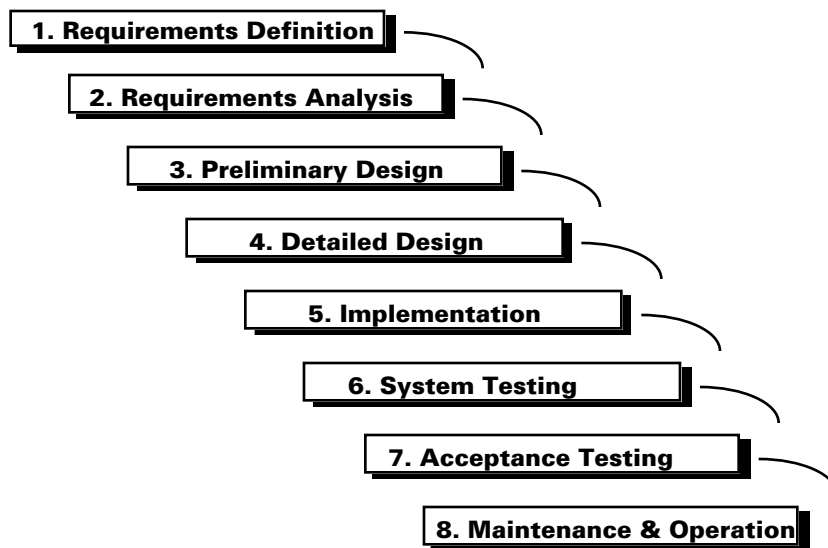 1. Requirements Definition
2. Requirements Analysis
3. Preliminary Design
4. Detailed Design
5. Implementation
6. System Testing
7. Acceptance Testing
8. Maintenance & Operation